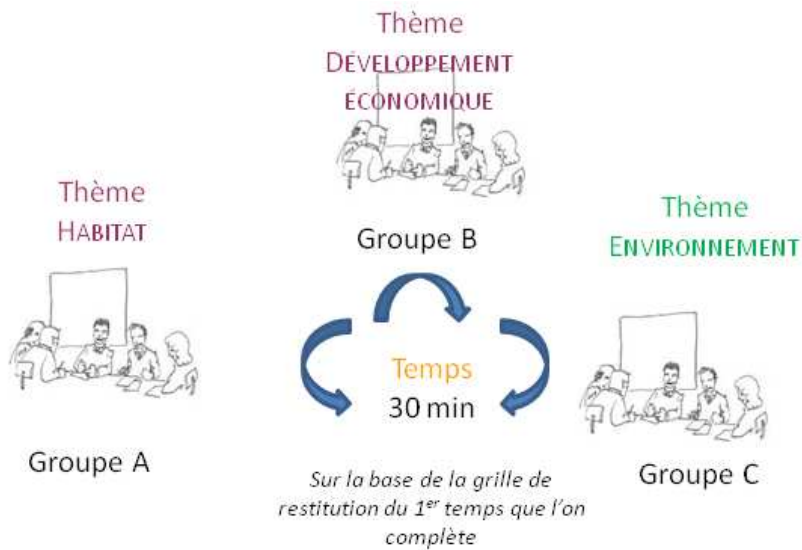 Thème
DÉVELOPPEMENT
ÉCONOMIQUE
Groupe B
Thème
HABITAT
Groupe A
Thème
ENVIRONNEMENT
Groupe C
Temps
30 min
Sur la base de la grille de
restitution du 1er temps que l'on
complète